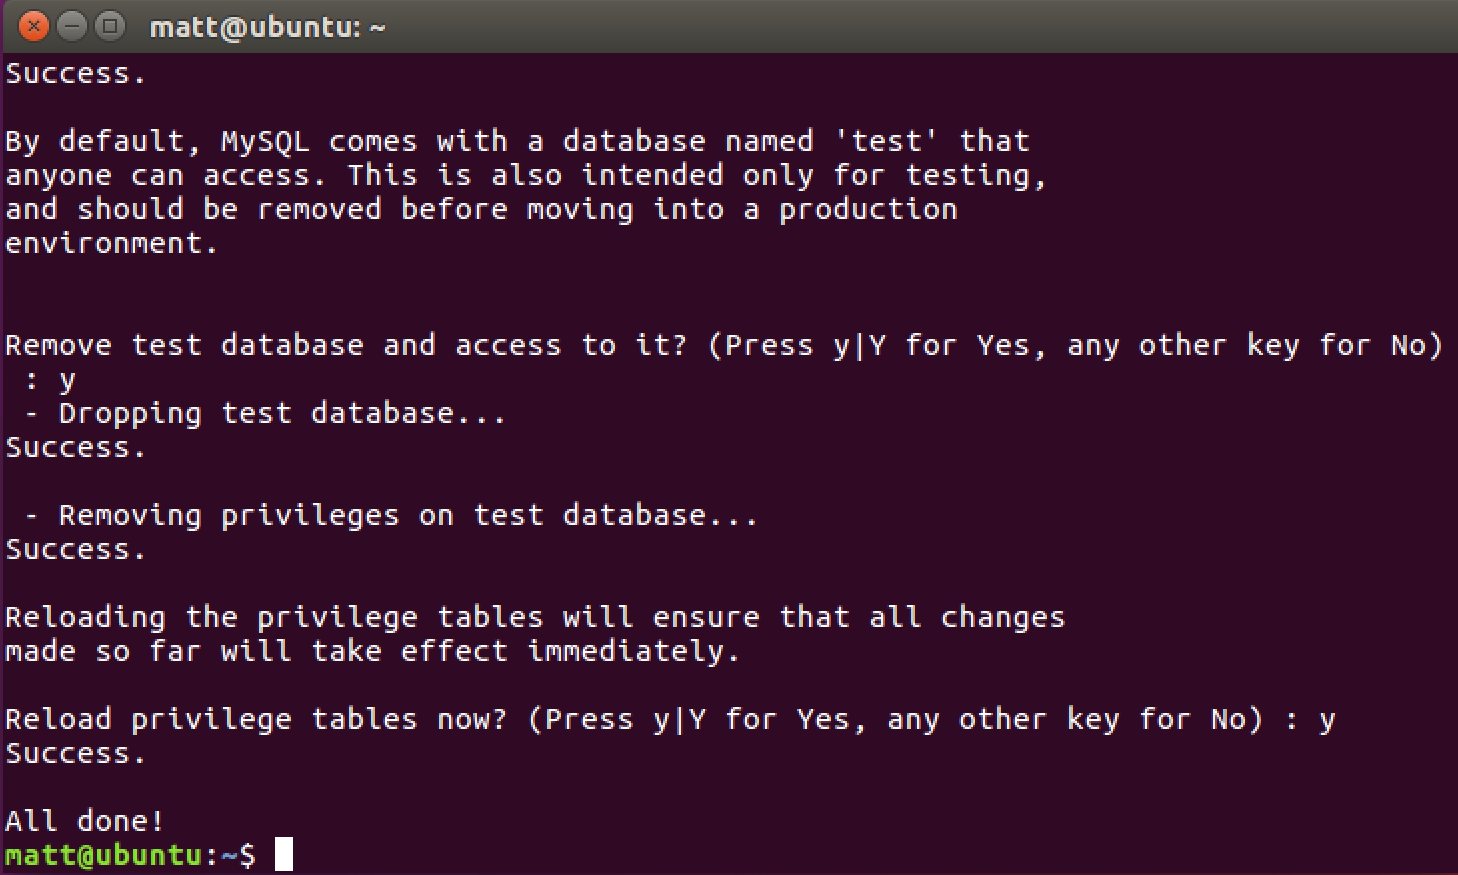 matt@ubuntu: ~
Success.
By default, MySQL comes with a database named 'test' that
anyone can access. This is also intended only for testing,
and should be removed before moving into a production
environment.
Remove test database and access to it? (Press y|Y for Yes, any other key for No)
 : y
 - Dropping test database...
Success.
 - Removing privileges on test database...
Success.
Reloading the privilege tables will ensure that all changes
made so far will take effect immediately.
Reload privilege tables now? (Press y|Y for Yes, any other key for No) : y
Success.
All done!
matt@ubuntu:~$